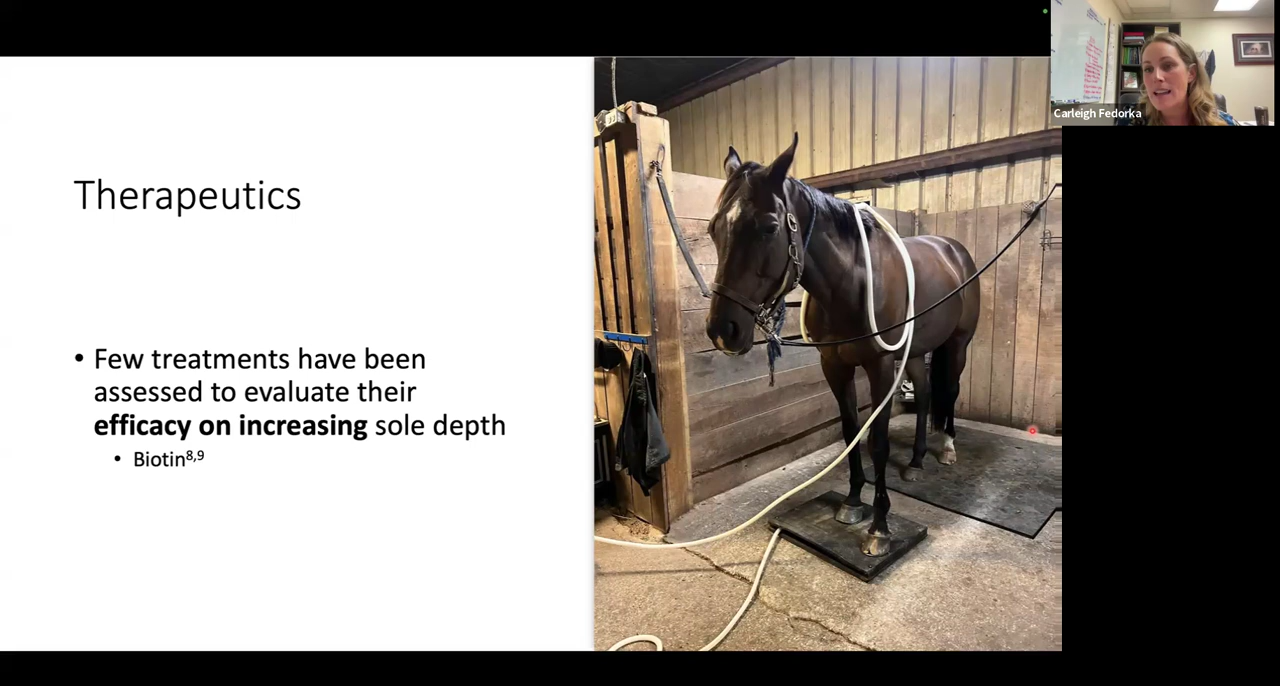 Therapeutics
• Few treatments have been
assessed to evaluate their
efficacy on increasing sole depth
• Biotin8,9
Carleigh Fedorka